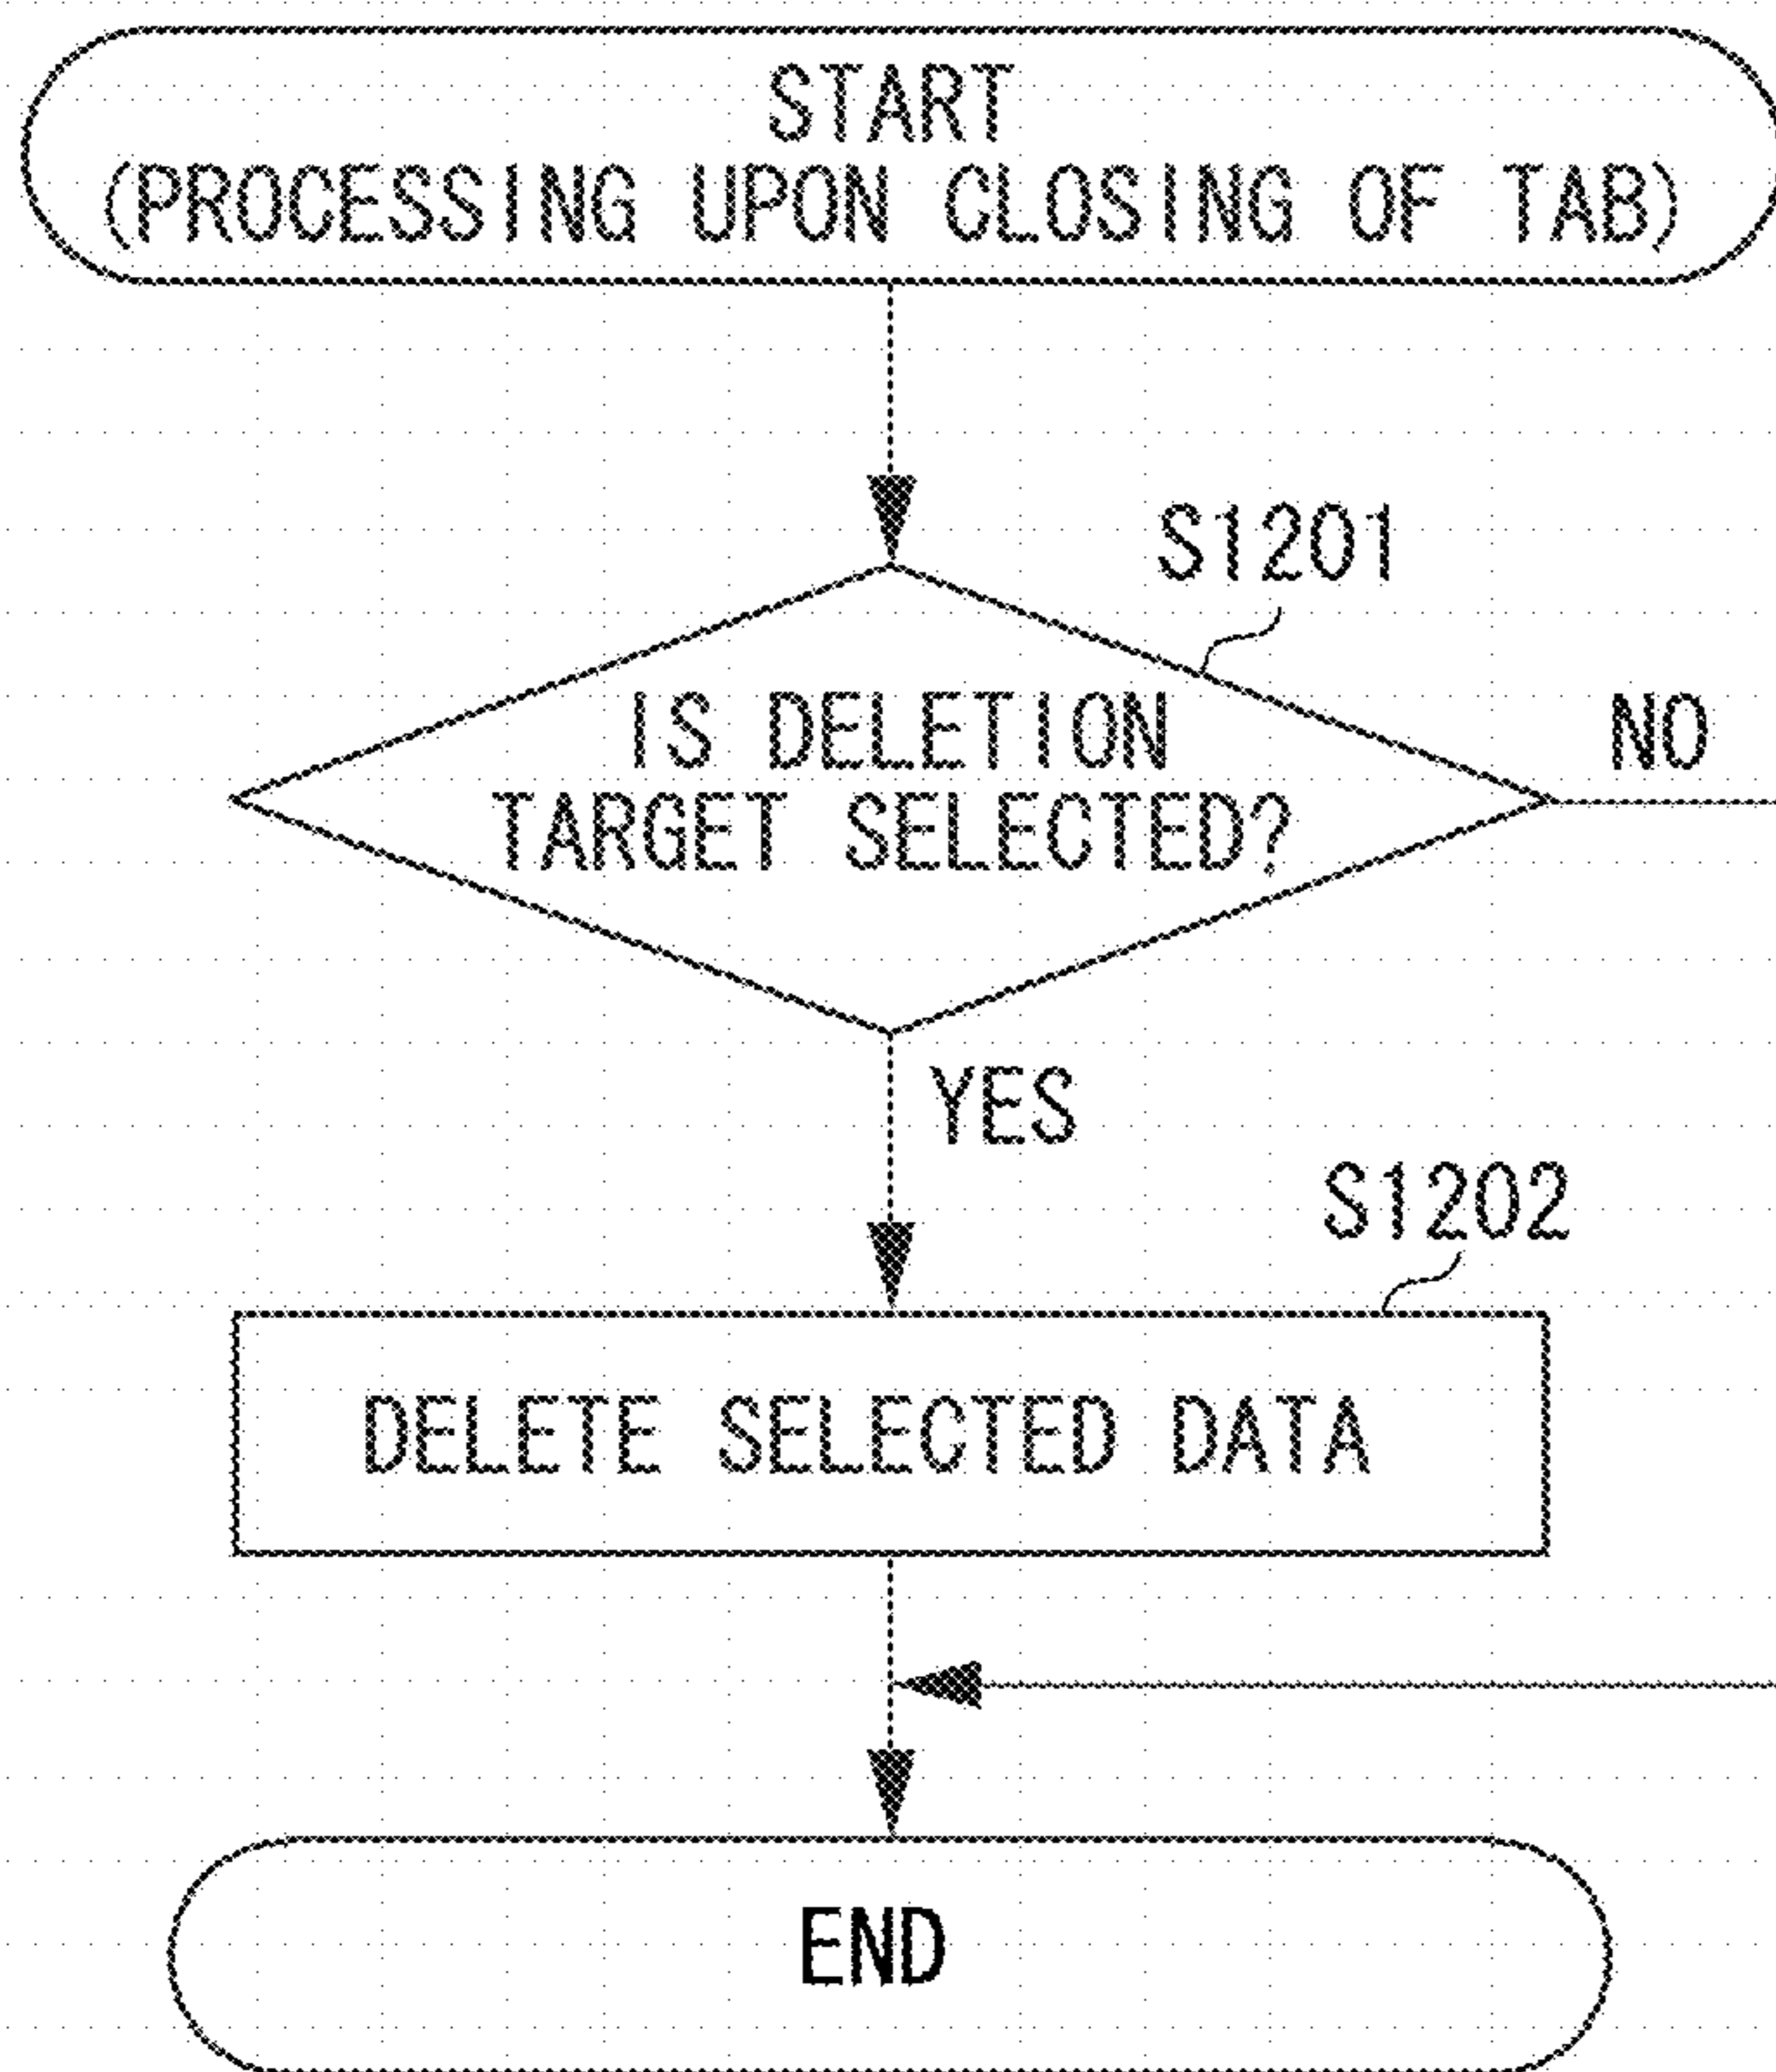 START
(PROCESSING UPON CLOSING OF TAB)
S1201
IS DELETION
TARGET SELECTED?
NO
YES
S1202
DELETE SELECTED DATA
END